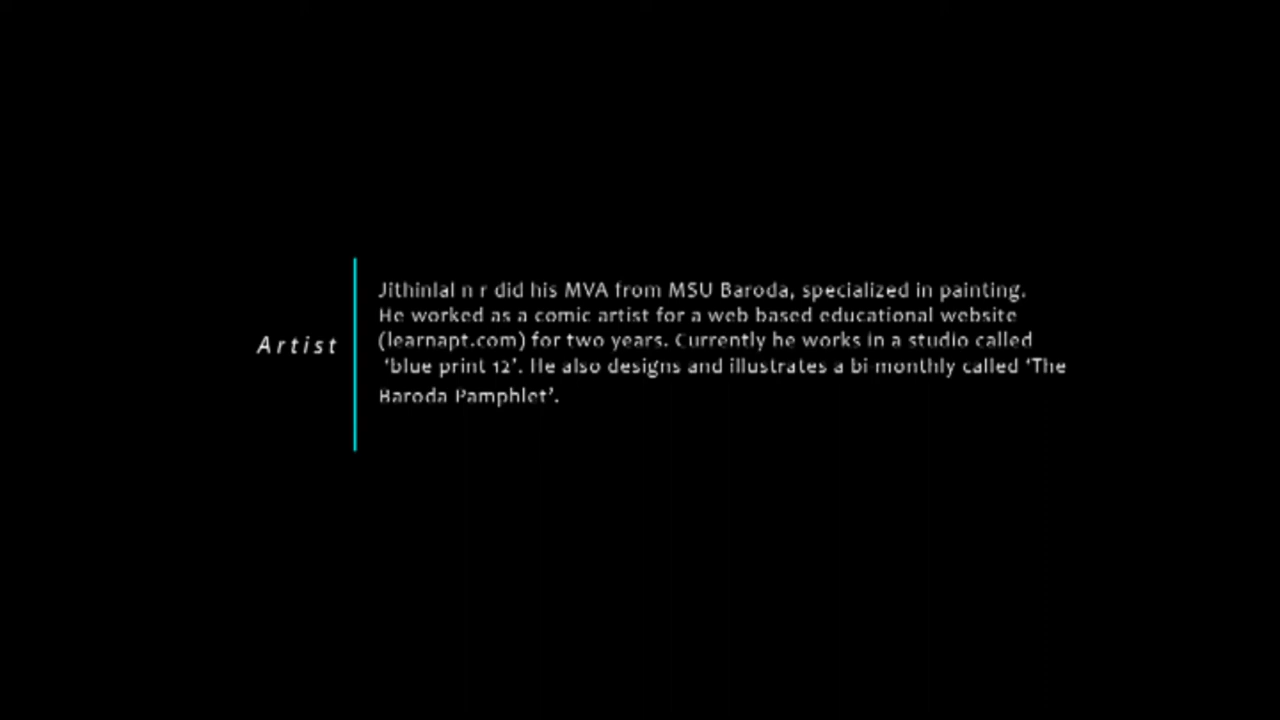 Artist
Jithinlal n r did his MVA from MSU Baroda, specialized in painting.
He worked as a comic artist for a web based educational website
(learnapt.com) for two years. Currently he works in a studio called
‘blue print 12’. He also designs and illustrates a bi-monthly called ‘The
Baroda Pamphlet’.